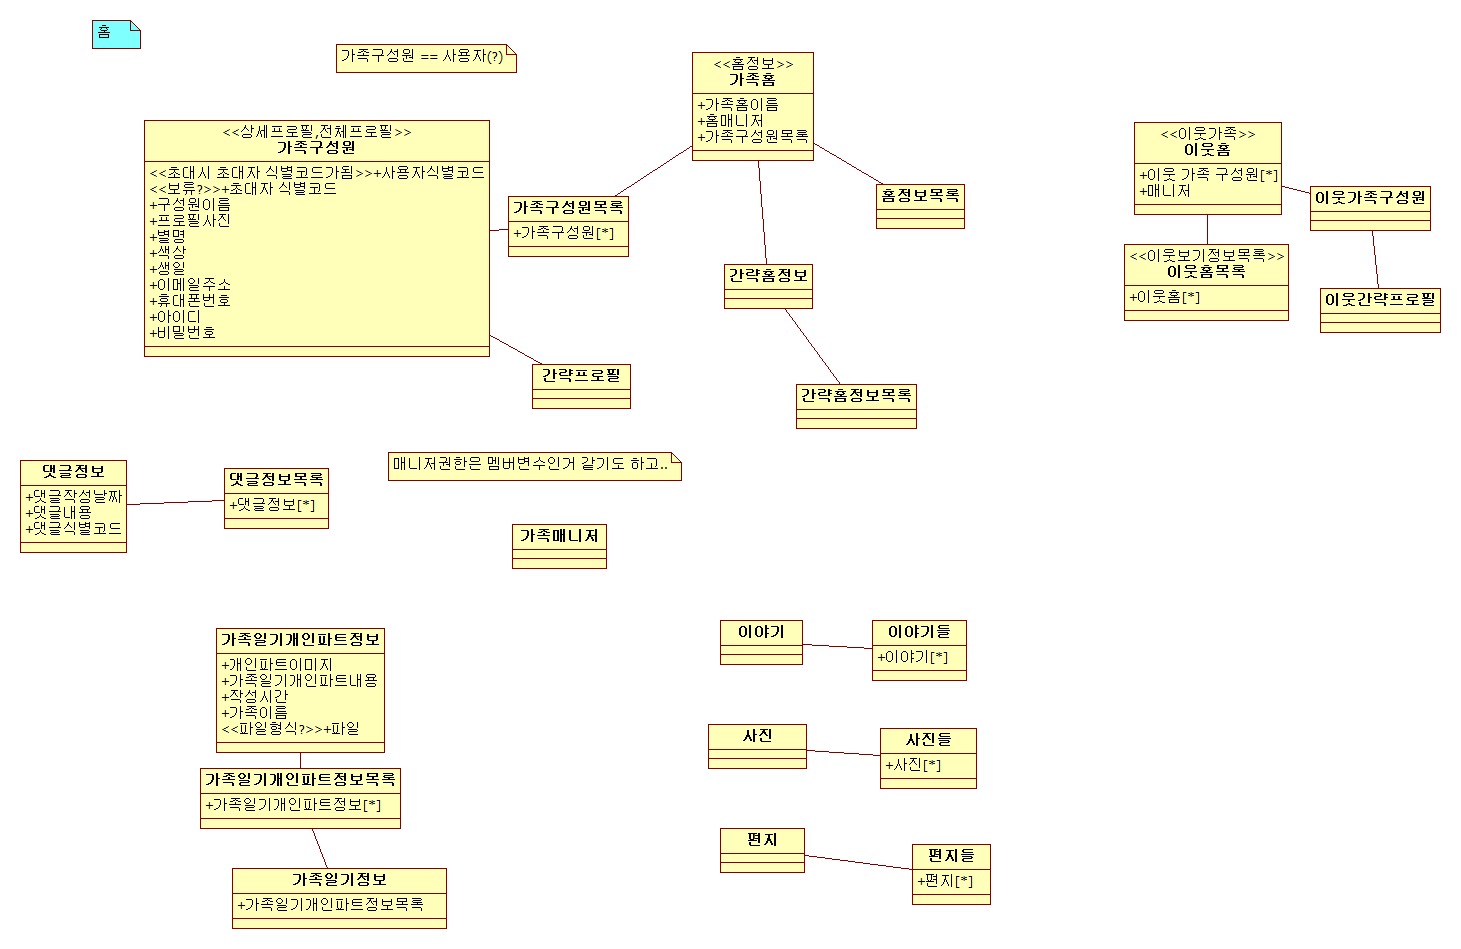 홈
가족구성원 == 사용자(?)
<<상세프로필,전체프로필>>
가족구성원
<<초대시 초대자 식별코드가됨>>+사용자식별코드
<<보류?>>+초대자 식별코드
+구성원이름
+프로필사진
+별명
+색상
+생일
+이메일주소
+휴대폰번호
+아이디
+비밀번호
가족구성원목록
+가족구성원[*]
간략프로필
<<홈정보>>
가족홈
+가족홈이름
+홈매니저
+가족구성원목록
홈정보목록
간략홈정보
간략홈정보목록
<<이웃가족>>
이웃홈
+이웃 가족 구성원[*]
+매니저
이웃가족구성원
<<이웃보기정보목록>>
이웃홈목록
+이웃홈[*]
이웃간략프로필
댓글정보
+댓글작성날짜
+댓글내용
+댓글식별코드
댓글정보목록
+댓글정보[*]
매니저권한은 멤버변수인거 같기도 하고..
가족매니저
가족일기개인파트정보
+개인파트이미지
+가족일기개인파트내용
+작성시간
+가족이름
<<파일형식?>>+파일
가족일기개인파트정보목록
+가족일기개인파트정보[*]
가족일기정보
+가족일기개인파트정보목록
이야기
이야기들
+이야기[*]
사진
사진들
+사진[*]
편지
편지들
+편지[*]